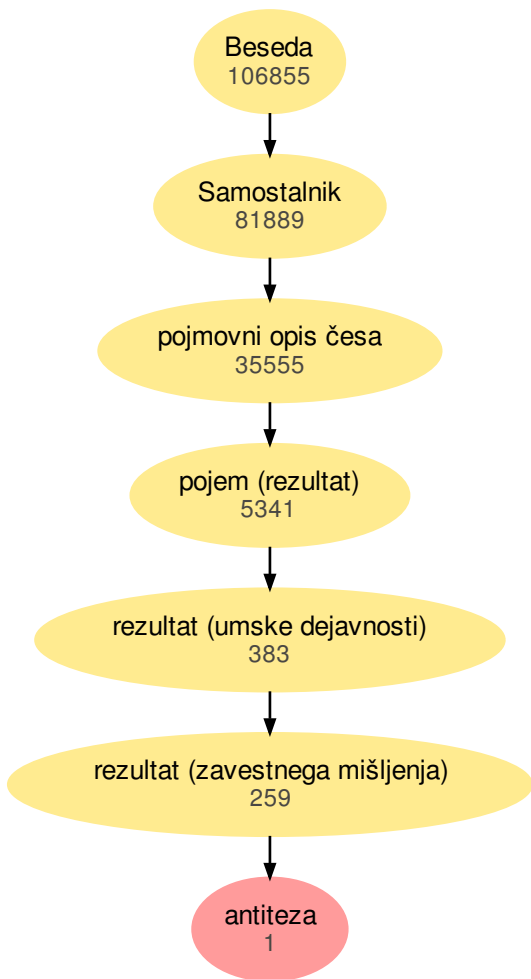 Beseda
106855
Samostalnik
81889
pojmovni opis česa
35555
pojem (rezultat)
5341
rezultat (umske dejavnosti)
383
rezultat (zavestnega mišljenja)
259
antiteza
1